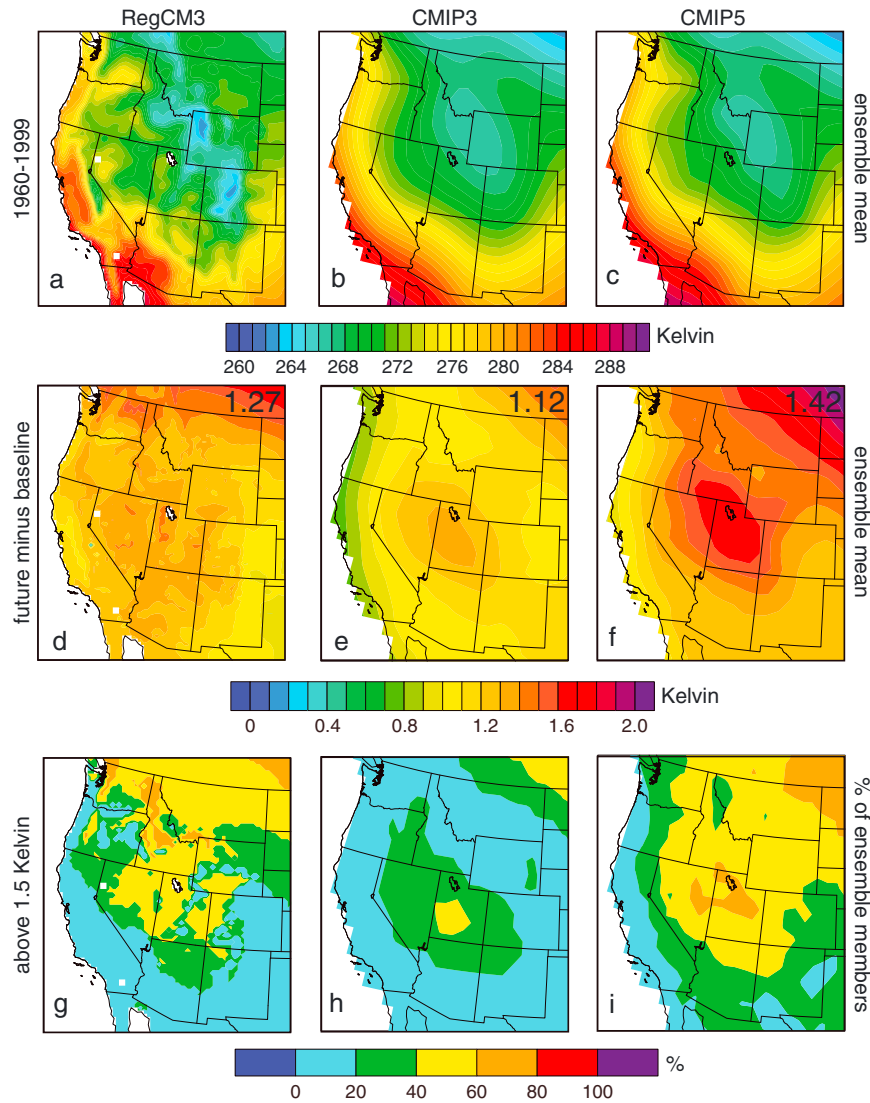 RegCM3 CMIP3 CMIP5
1960-1999
a b c
ensemble mean
260 264 268 272 276 280 284 288 Kelvin
future minus baseline
1.27 1.12 1.42
d e f
ensemble mean
0 0.4 0.8 1.2 1.6 2.0 Kelvin
above 1.5 Kelvin
g h i
% of ensemble members
0 20 40 60 80 100 %